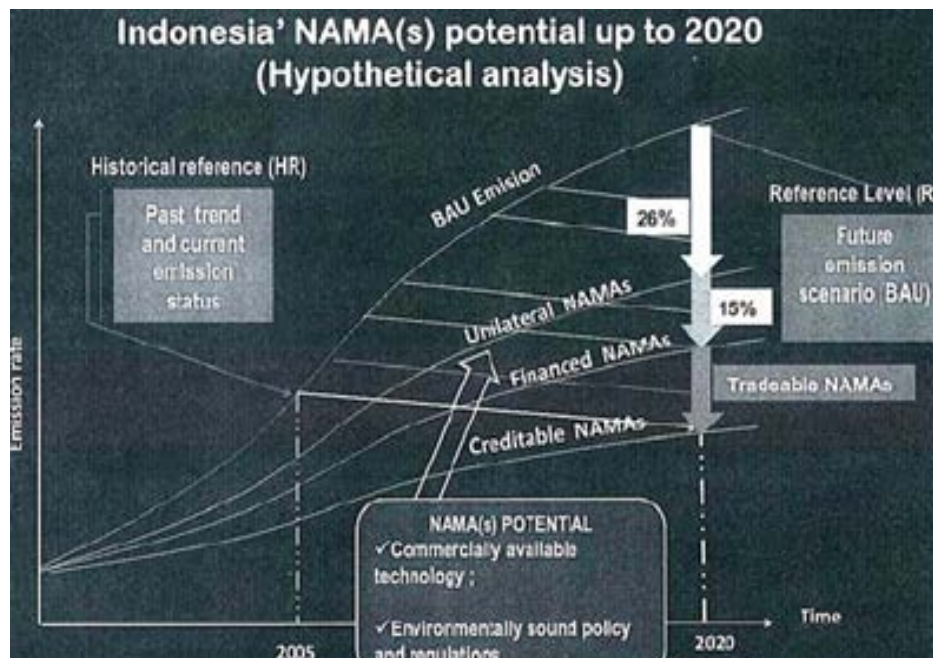 Indonesia' NAMA(s) potential up to 2020
(Hypothetical analysis)
Historical reference (HR)
Past trend
and current
emission
status
BAU Emision
26%
Reference Level (R
Future
emission
scenario BAU)
Unilateral NAMAs
15%
Financed NAMAs
Tradeable NAMAs
Creditable NAMAs
Emission rate
NAMA(s) POTENTIAL
✓Commercially available
technology ;
✓Environmentally sound policy
and regulations
Time
2005
2020